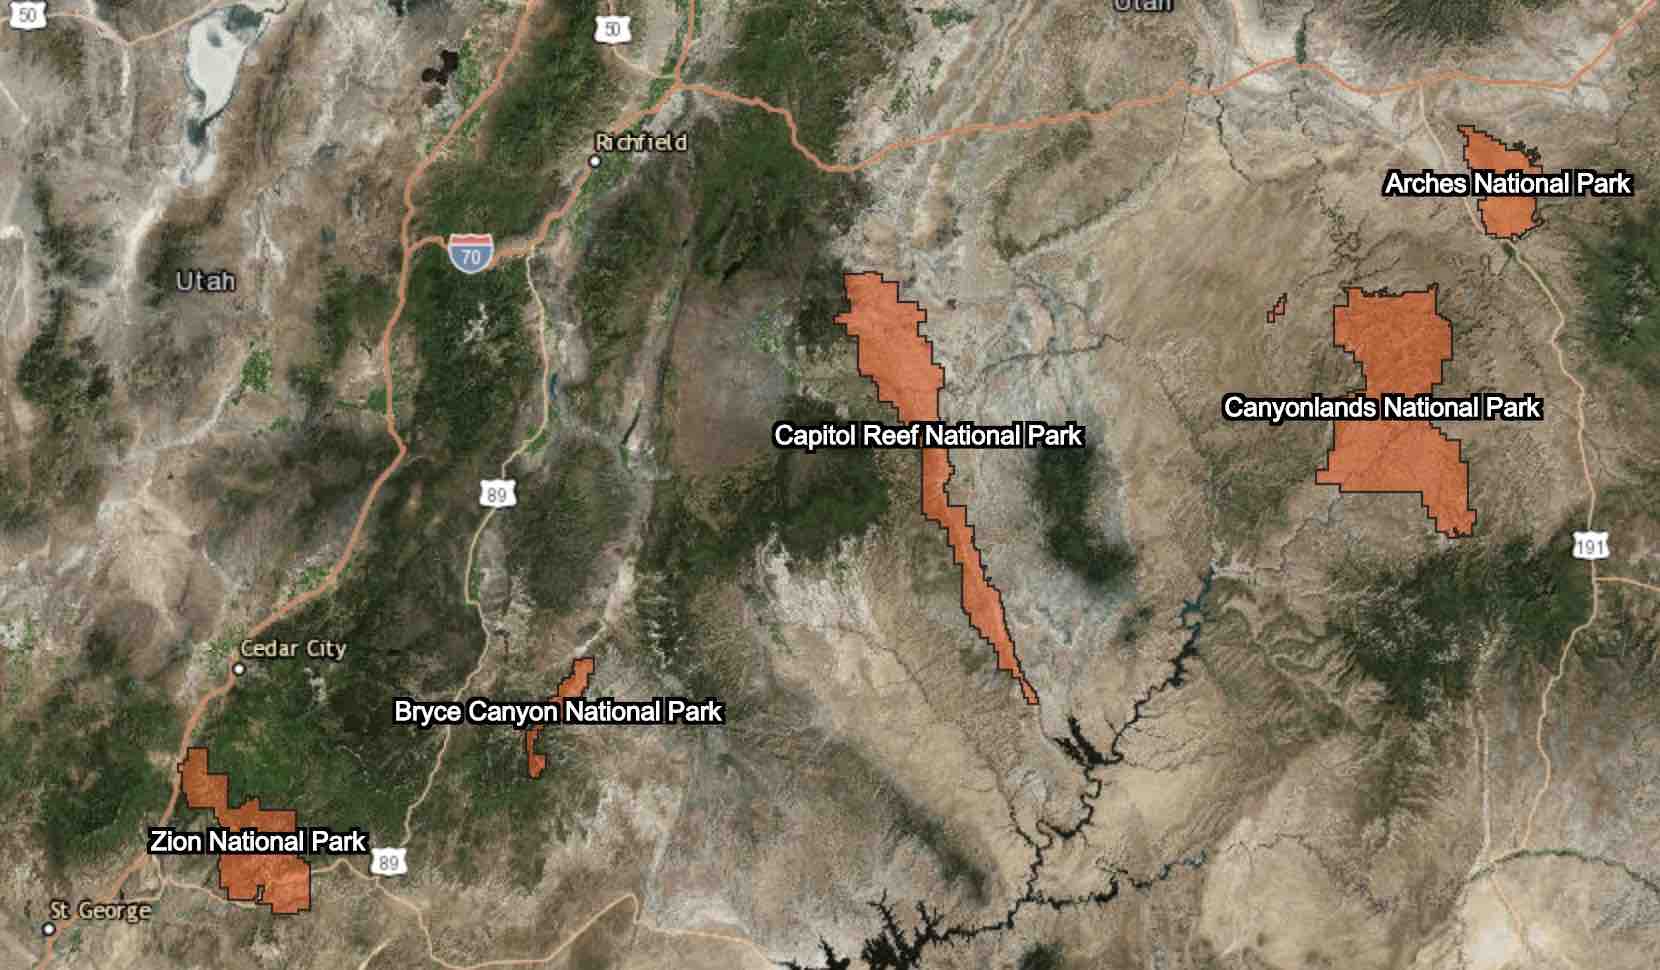 50
50
Utah
Richfield
Arches National Park
70
Utah
Canyonlands National Park
Capitol Reef National Park
89
191
Cedar City
Bryce Canyon National Park
Zion National Park
89
St George